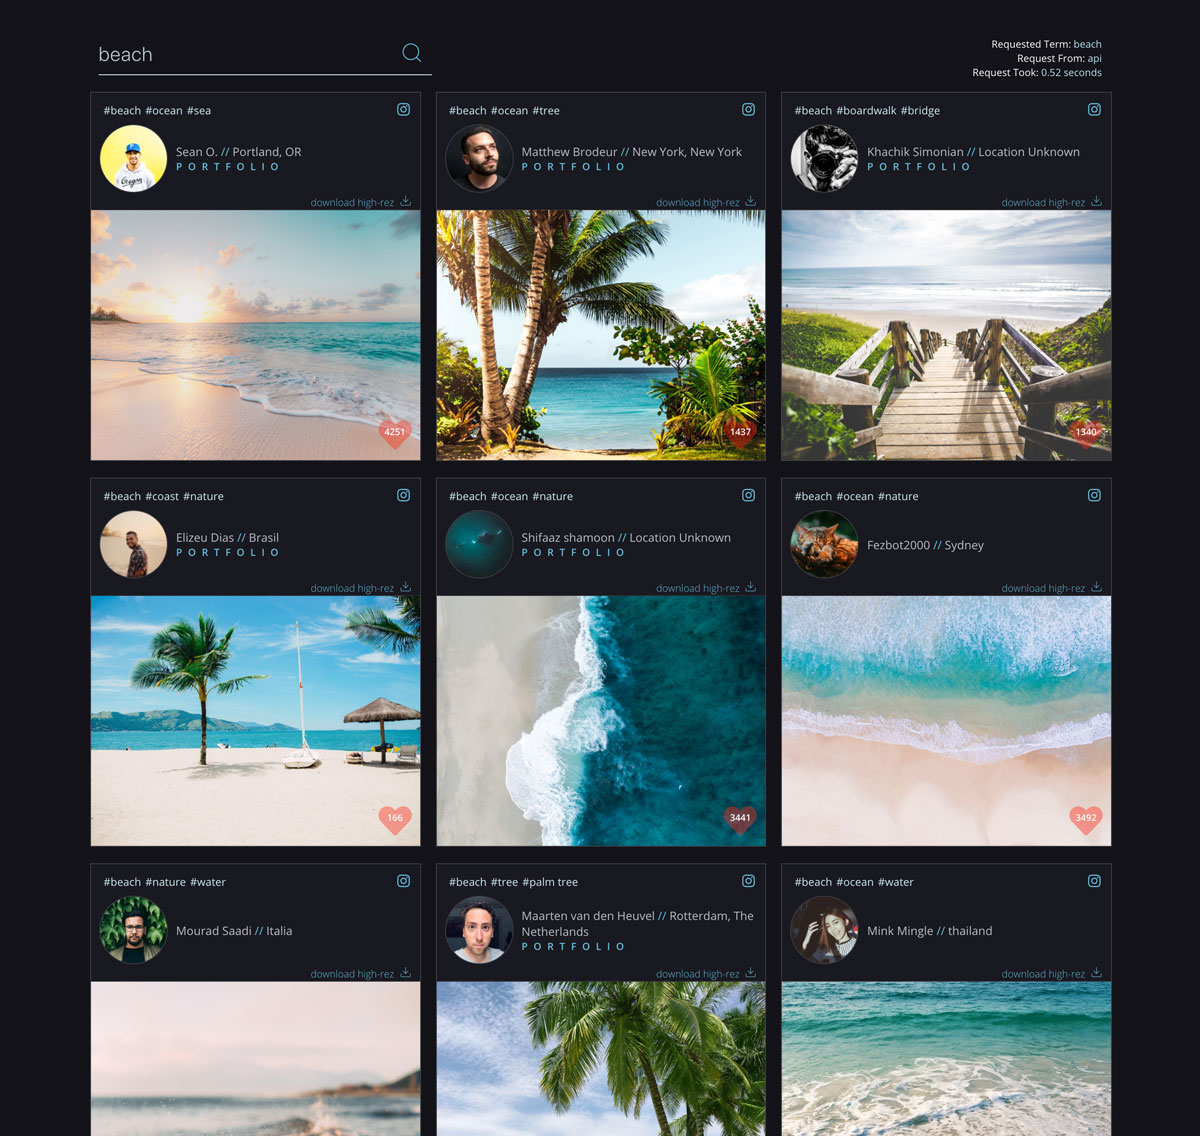 beach
Requested Term: beach
Request From: api
Request Took: 0.52 seconds
#beach #ocean #sea
Sean O. // Portland, OR
PORTFOLIO
download high-rez
4251
#beach #ocean #tree
Matthew Brodeur // New York, New York
PORTFOLIO
download high-rez
1437
#beach #boardwalk #bridge
Khachik Simonian // Location Unknown
PORTFOLIO
download high-rez
1340
#beach #coast #nature
Elizeu Dias // Brasil
PORTFOLIO
download high-rez
166
#beach #ocean #nature
Shifaaz shamoon // Location Unknown
PORTFOLIO
download high-rez
3441
#beach #ocean #nature
Fezbot2000 // Sydney
download high-rez
3492
#beach #nature #water
Mourad Saadi // Italia
download high-rez
#beach #tree #palm tree
Maarten van den Heuvel // Rotterdam, The
Netherlands
PORTFOLIO
download high-rez
#beach #ocean #water
Mink Mingle // thailand
download high-rez